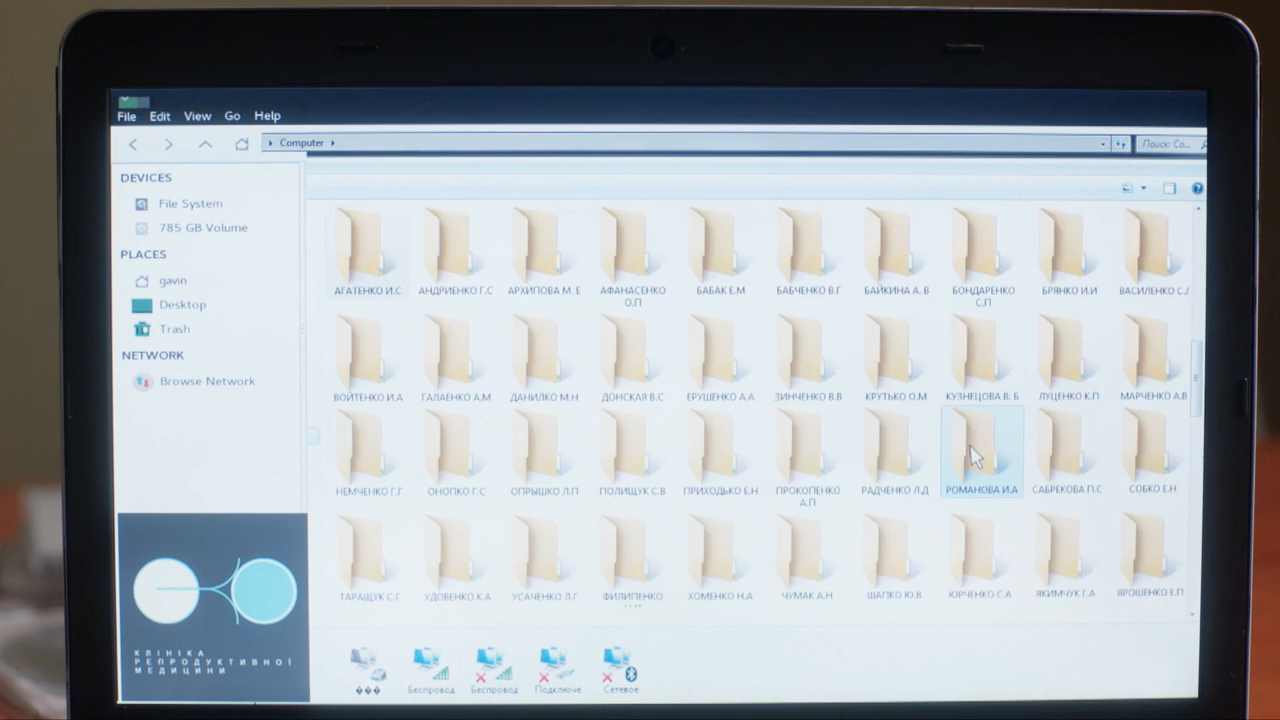 File Edit View Go Help
Computer
Поиск: Co...
DEVICES
File System
785 GB Volume
PLACES
gavin
Desktop
Trash
NETWORK
Browse Network
АГАТЕНКО И.С АНДРИЕНКО Г.С АРХИПОВА М. Е АФАНАСЕНКО О.П БАБАК Е.М БАБЧЕНКО В.Г БАЙКИНА А. В БОНДАРЕНКО С.П БРЯНКО И.И ВАСИЛЕНКО С.
ВОЙТЕНКО И.А ГАЛАЕНКО А.М ДАНИЛКО М.Н ДОНСКАЯ В.С ЕРУШЕНКО А.А ЗИНЧЕНКО В.В КРУТЬКО О.М КУЗНЕЦОВА В. Б ЛУЦЕНКО К.П МАРЧЕНКО А.В
НЕМЧЕНКО Г.Г ОНОПКО Г.С ОПРЫШКО Л.П ПОЛИЩУК С.В ПРИХОДЬКО Е.Н ПРОКОПЕНКО А.П РАДЧЕНКО Л.Д РОМАНОВА И.А САБРЕКОВА П.С СОБКО Е.Н
ТАРАЩУК С.Г УДОВЕНКО К.А УСАЧЕНКО Л.Г ФИЛИПЕНКО ХОМЕНКО Н.А ЧУМАК А.Н ШАПКО Ю.В ЮРЧЕНКО С.А ЯКИМЧУК Г.А ЯРОШЕНКО Е.П
КЛІНІКА
РЕПРОДУКТИВНОЇ
МЕДИЦИНИ
��� Беспровод Беспровод Подключе Сетевое